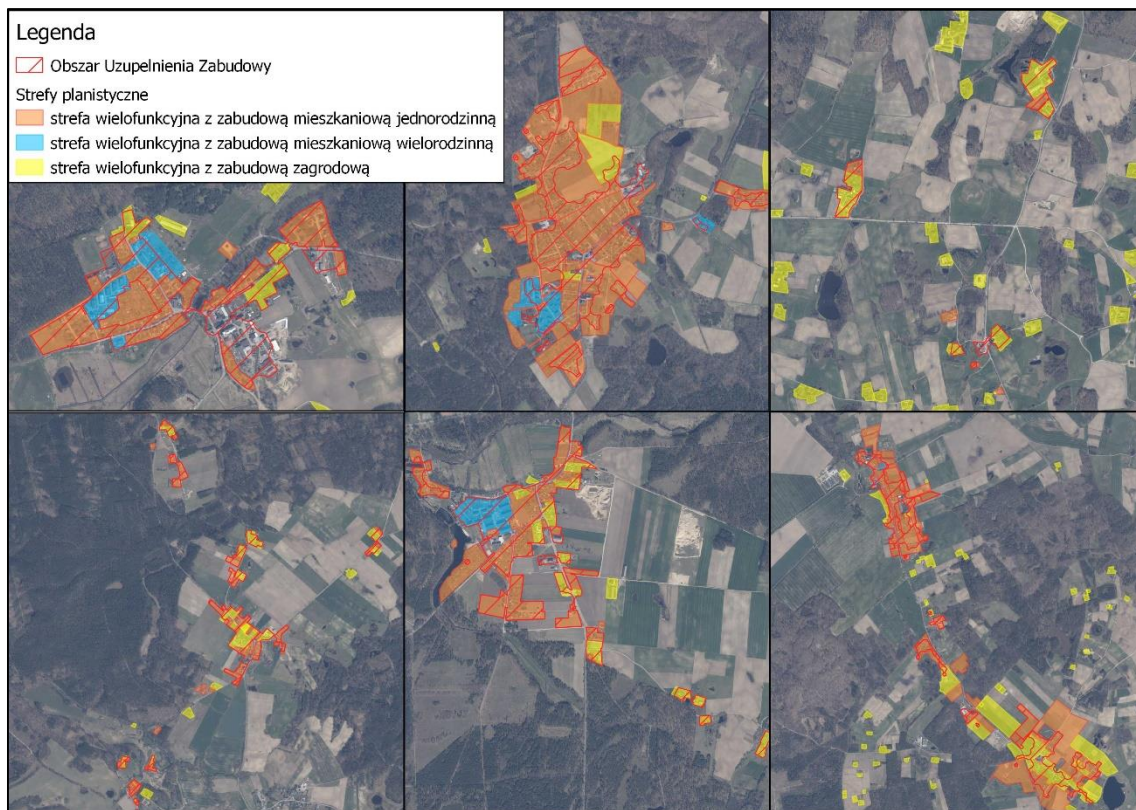 Legenda
Obszar Uzupełnienia Zabudowy
Strefy planistyczne
strefa wielofunkcyjna z zabudową mieszkaniową jednorodzinną
strefa wielofunkcyjna z zabudową mieszkaniową wielorodzinną
strefa wielofunkcyjna z zabudową zagrodową